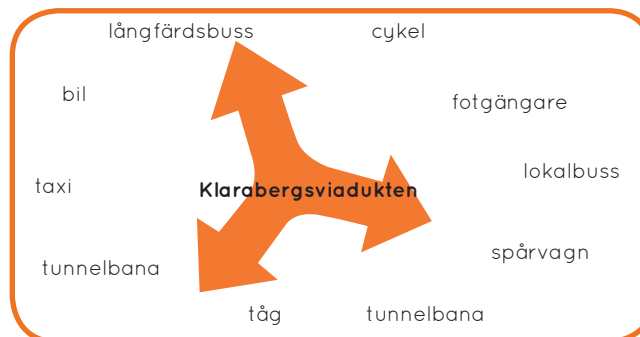 långfärdsbuss
cykel
bil
fotgängare
lokalbuss
taxi
Klarabergsviadukten
spårvagn
tunnelbana
tåg
tunnelbana